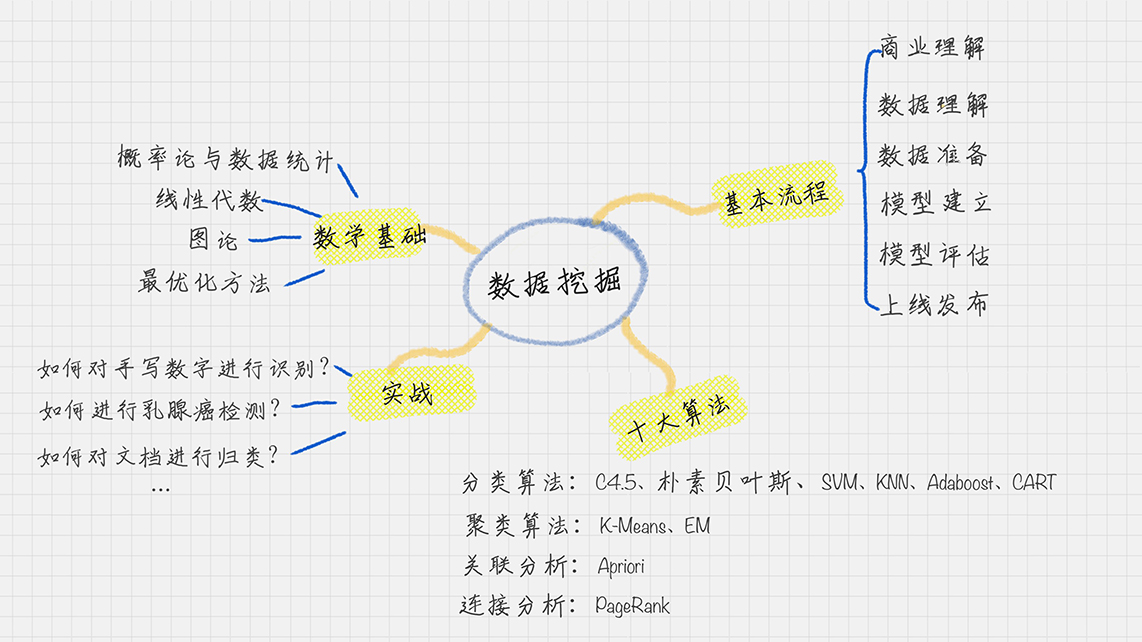 数据挖掘
基本流程
商业理解
数据理解
数据准备
模型建立
模型评估
上线发布
数学基础
概率论与数据统计
线性代数
图论
最优化方法
实战
如何对手写数字进行识别？
如何进行乳腺癌检测？
如何对文档进行归类？
...
十大算法
分类算法：C4.5、朴素贝叶斯、SVM、KNN、Adaboost、CART
聚类算法：K-Means、EM
关联分析：Apriori
连接分析：PageRank